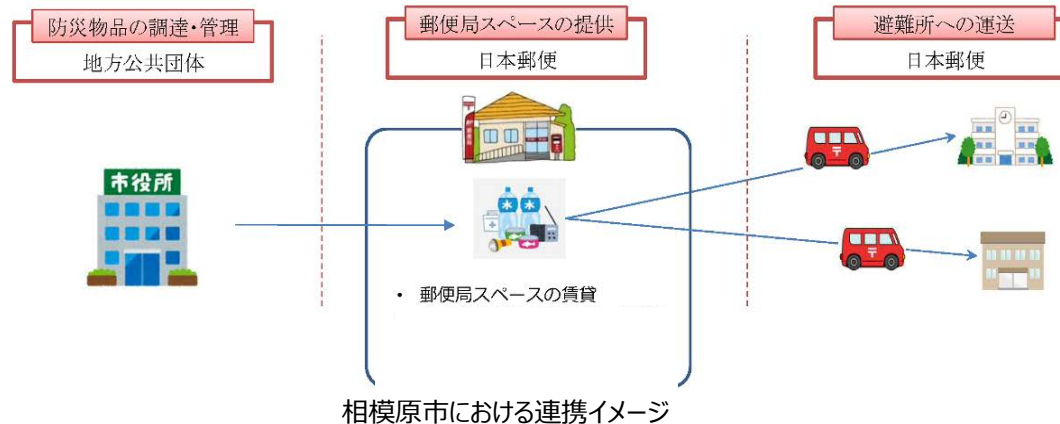 防災物品の調達・管理
地方公共団体
郵便局スペースの提供
日本郵便
避難所への運送
日本郵便
市役所
水 水
• 郵便局スペースの賃貸
相模原市における連携イメージ